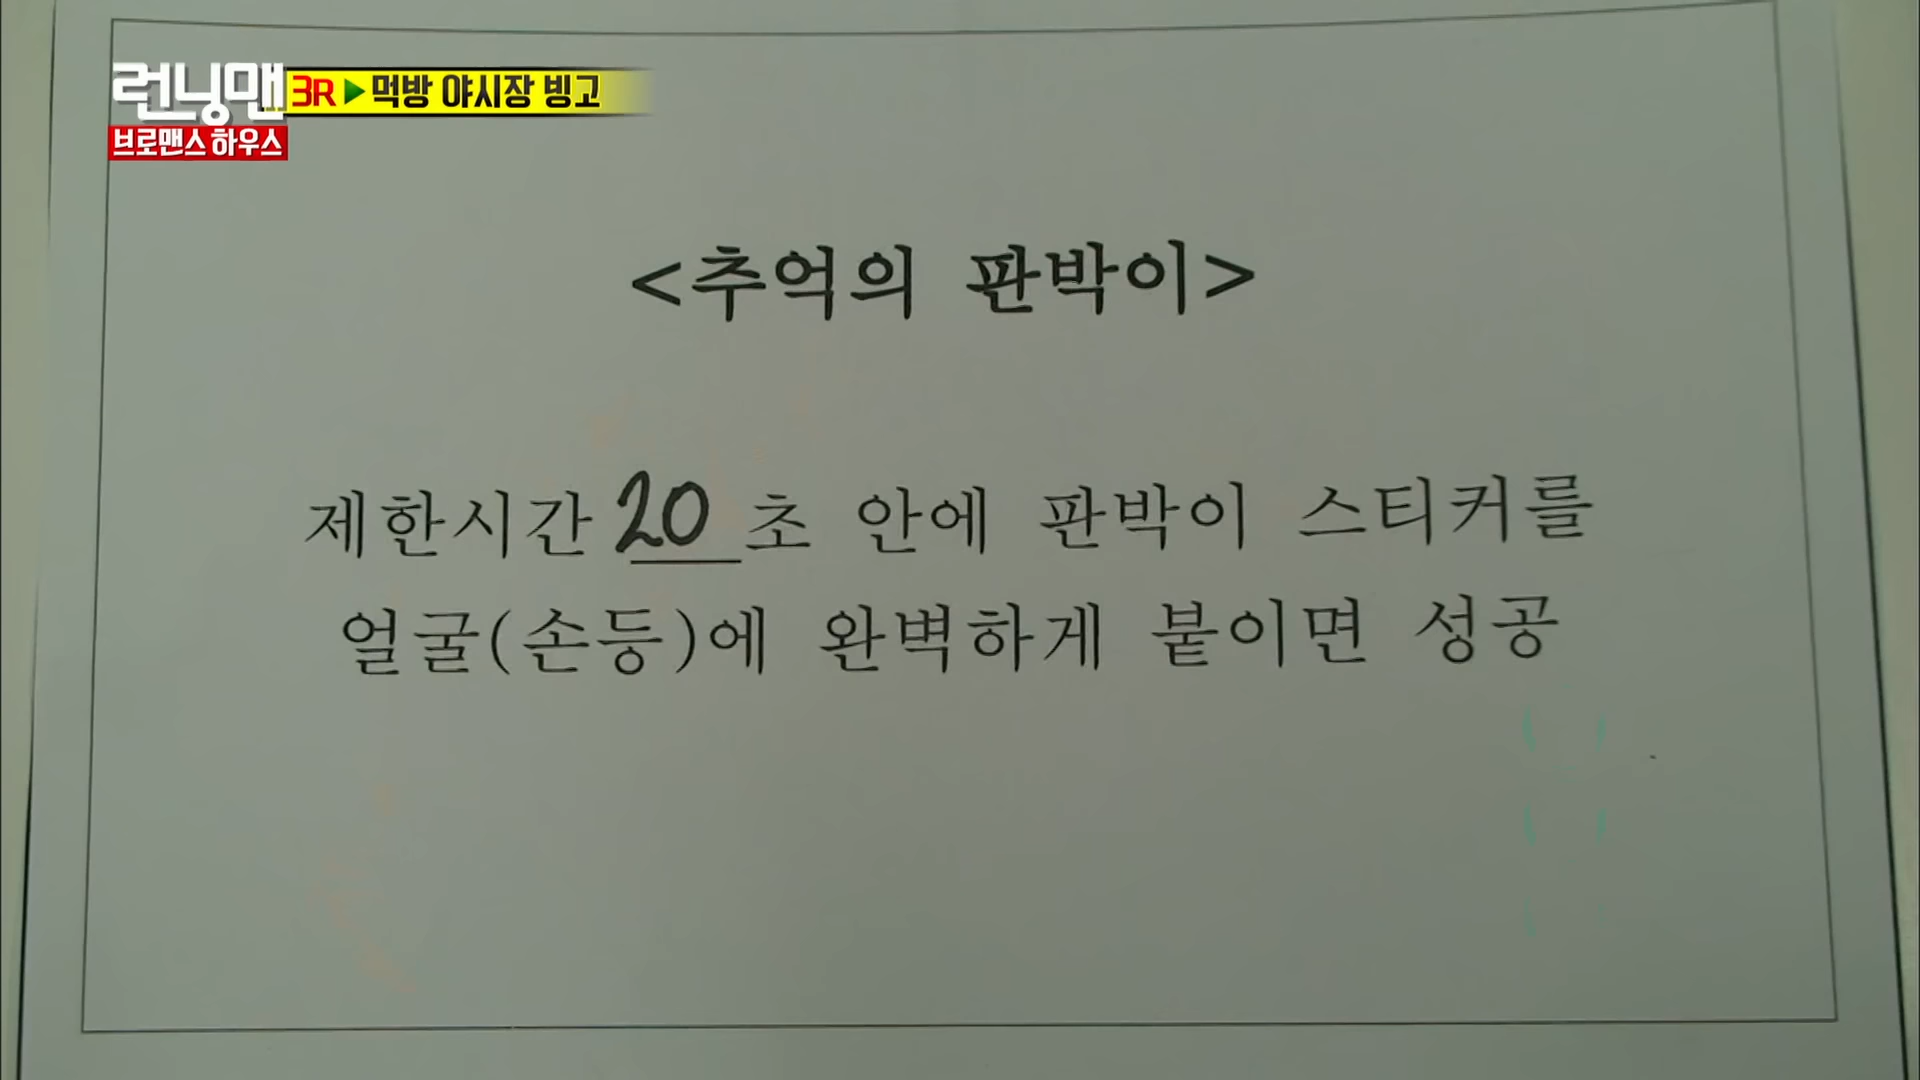 런닝맨 3R▶먹방 야시장 빙고
브로맨스 하우스
<추억의 판박이>
제한시간 20 초 안에 판박이 스티커를
얼굴(손등)에 완벽하게 붙이면 성공